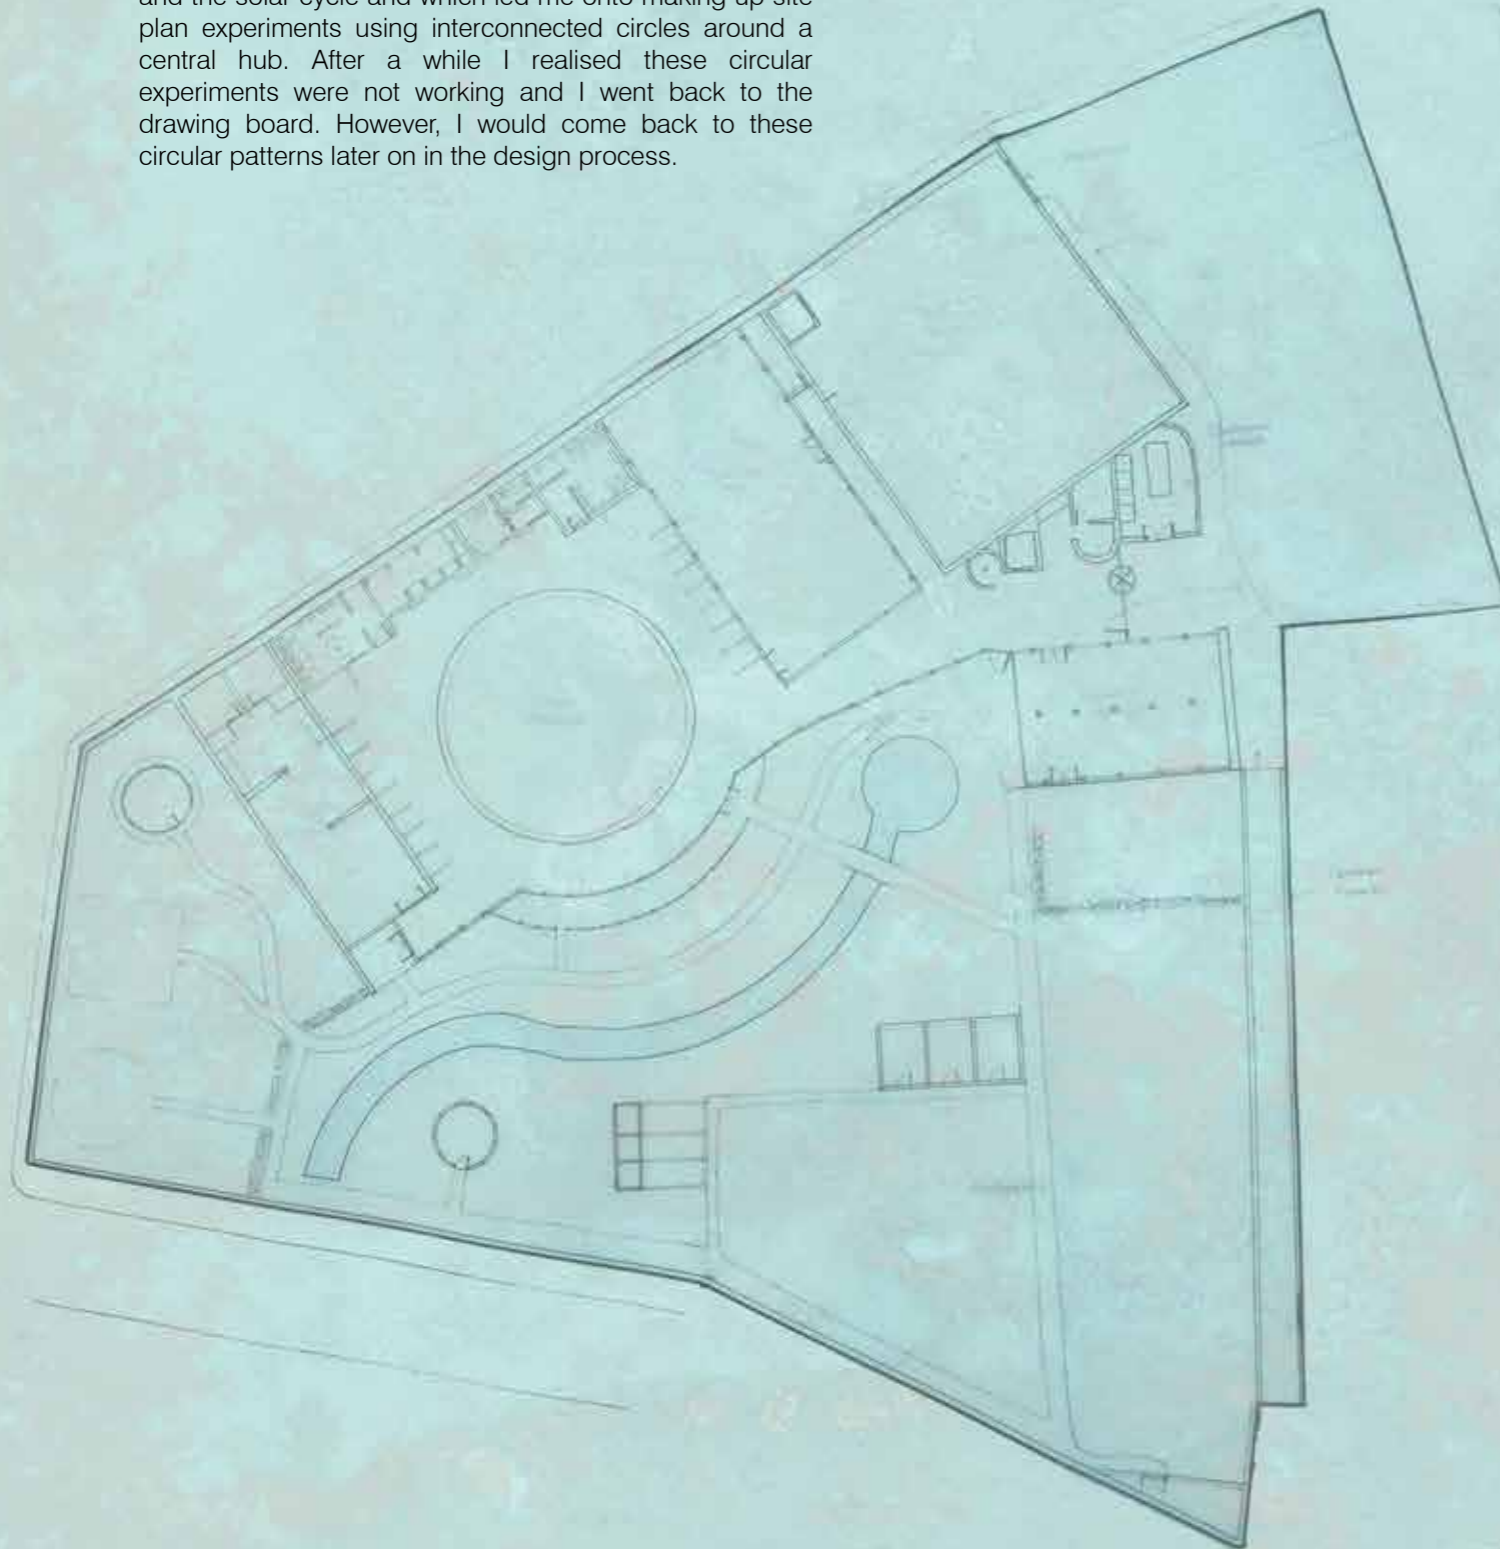 and the solar cycle and which led me onto making up site
plan experiments using interconnected circles around a
central hub. After a while I realised these circular
experiments were not working and I went back to the
drawing board. However, I would come back to these
circular patterns later on in the design process.